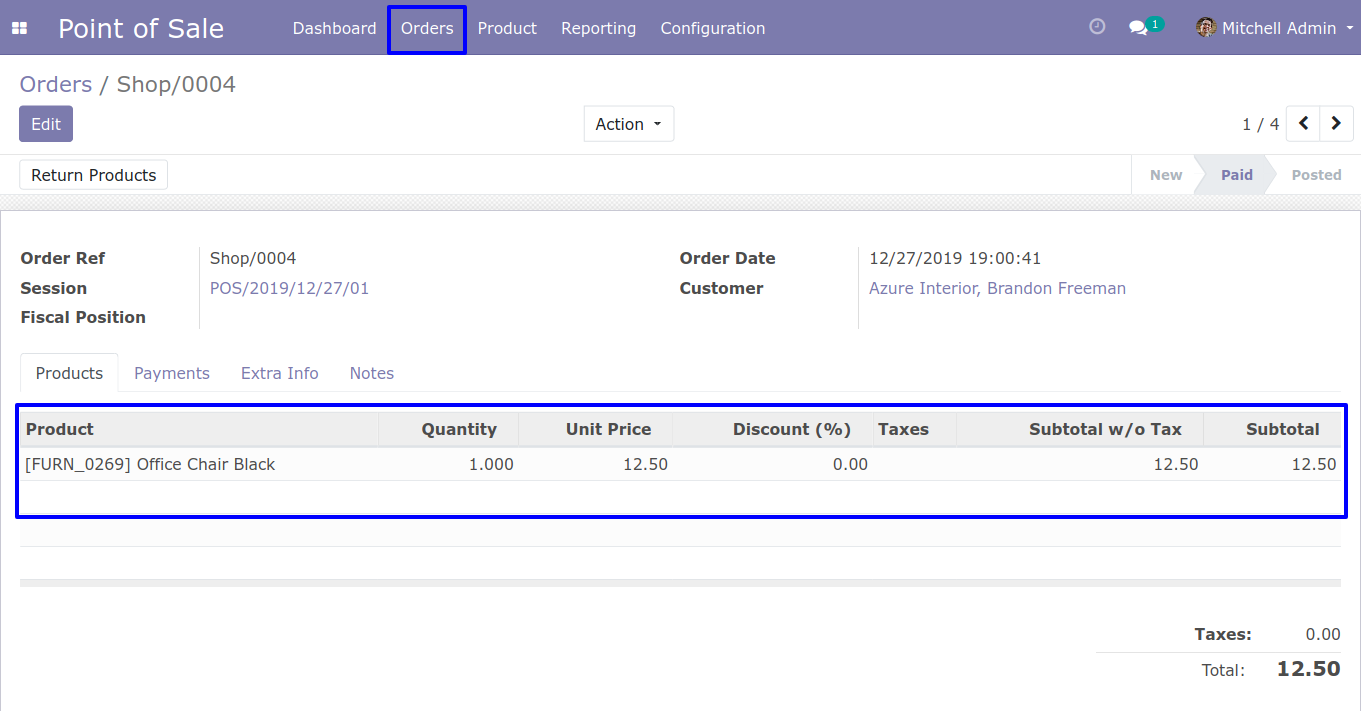 Point of Sale Dashboard Orders Product Reporting Configuration 1 Mitchell Admin
Orders / Shop/0004
Edit Action 1 / 4
Return Products New Paid Posted
Order Ref Shop/0004 Order Date 12/27/2019 19:00:41
Session POS/2019/12/27/01 Customer Azure Interior, Brandon Freeman
Fiscal Position
Products Payments Extra Info Notes
Product Quantity Unit Price Discount (%) Taxes Subtotal w/o Tax Subtotal
[FURN_0269] Office Chair Black 1.000 12.50 0.00 12.50 12.50
Taxes: 0.00
Total: 12.50